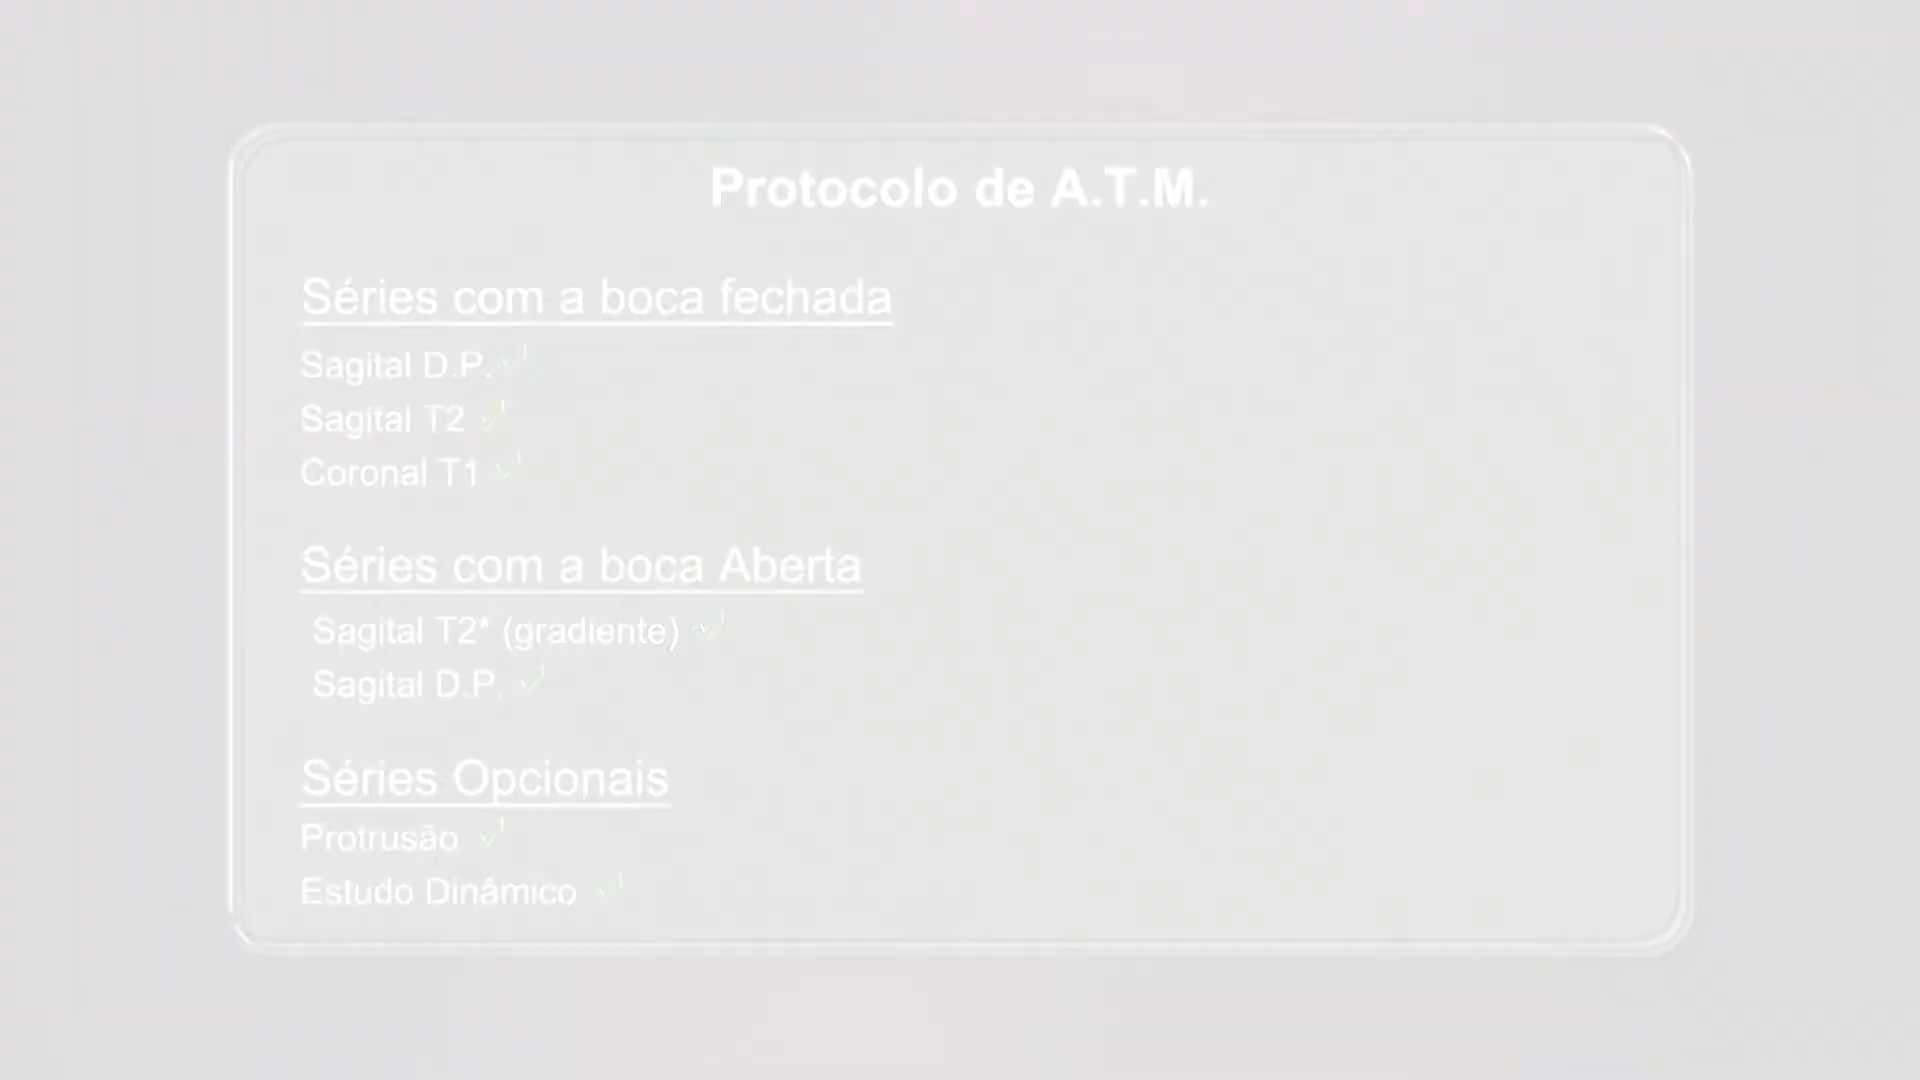 Protocolo de A.T.M.
Séries com a boca fechada
Sagital D.P.
Sagital T2
Coronal T1
Séries com a boca Aberta
Sagital T2* (gradiente)
Sagital D.P.
Séries Opcionais
Protrusão
Estudo Dinâmico